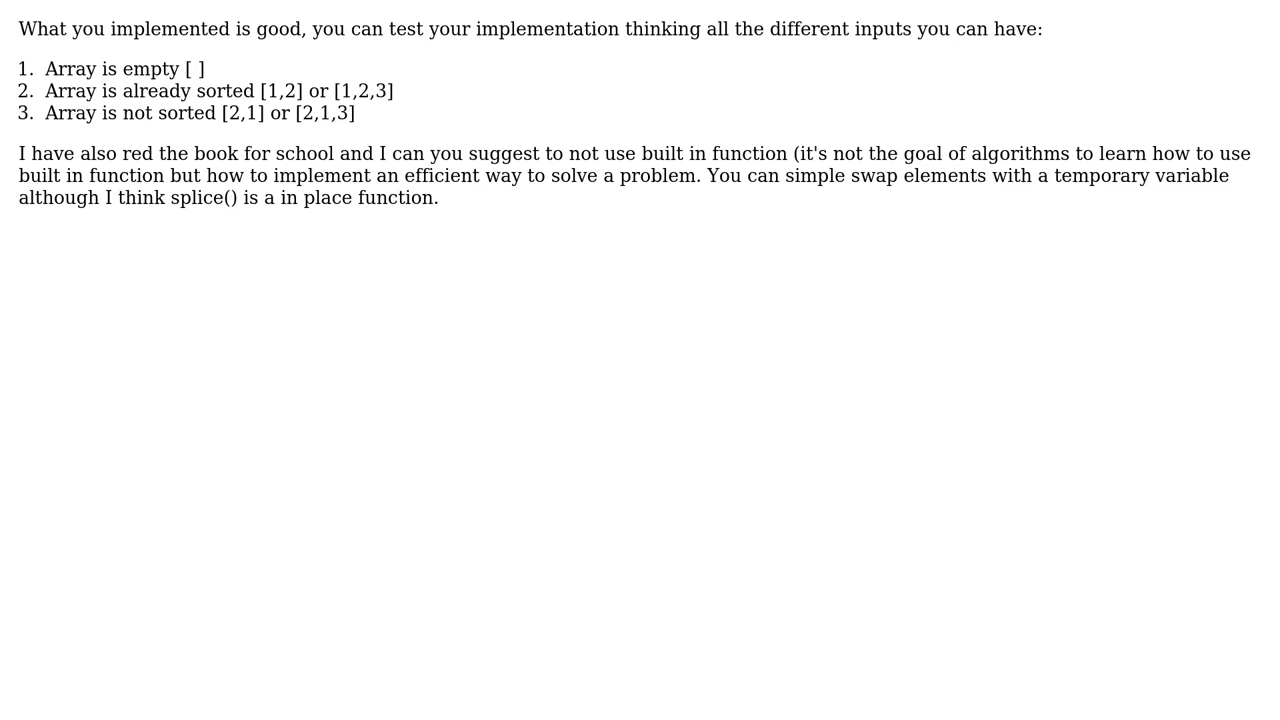 What you implemented is good, you can test your implementation thinking all the different inputs you can have:
1. Array is empty [ ]
2. Array is already sorted [1,2] or [1,2,3]
3. Array is not sorted [2,1] or [2,1,3]
I have also red the book for school and I can you suggest to not use built in function (it's not the goal of algorithms to learn how to use
built in function but how to implement an efficient way to solve a problem. You can simple swap elements with a temporary variable
although I think splice() is a in place function.